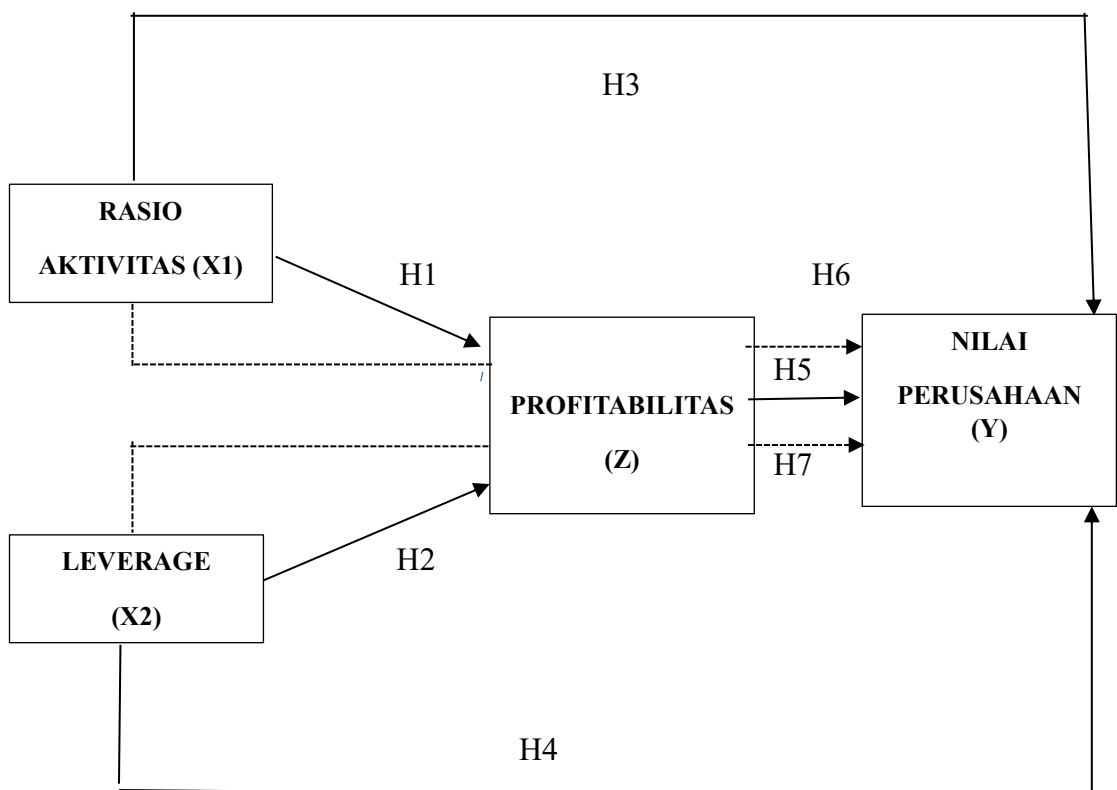 H3
RASIO
AKTIVITAS (X1)
H1
H6
NILAI
PERUSAHAAN
(Y)
H5
PROFITABILITAS
(Z)
H7
LEVERAGE
(X2)
H2
H4